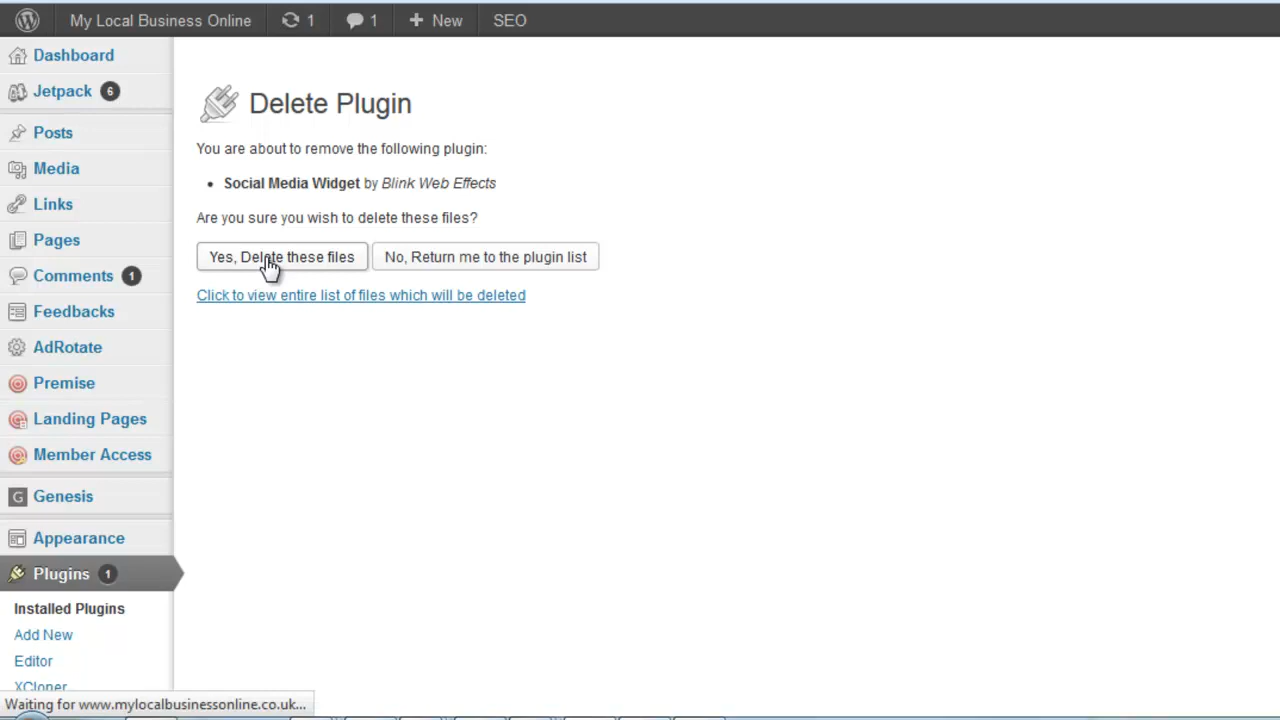 My Local Business Online 1 1 + New SEO
Dashboard
Jetpack 6
Posts
Media
Links
Pages
Comments 1
Feedbacks
AdRotate
Premise
Landing Pages
Member Access
G Genesis
Appearance
Plugins 1
Installed Plugins
Add New
Editor
XCloner
Delete Plugin
You are about to remove the following plugin:
• Social Media Widget by Blink Web Effects
Are you sure you wish to delete these files?
Yes, Delete these files No, Return me to the plugin list
Click to view entire list of files which will be deleted
Waiting for www.mylocalbusinessonline.co.uk...